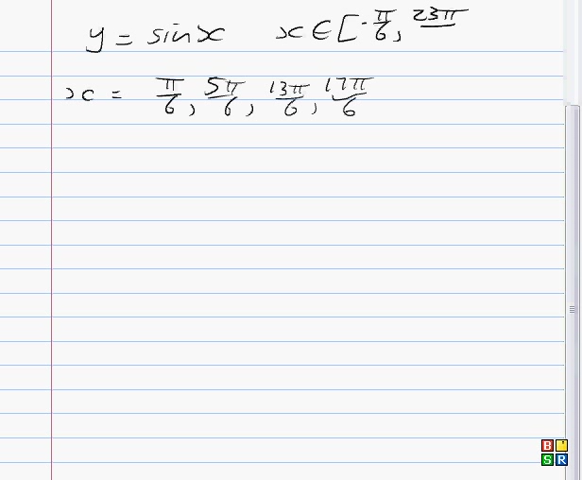 y = sin x   x ∈ [-π/6, 23π/
x = π/6, 5π/6, 13π/6, 17π/6
B
S R